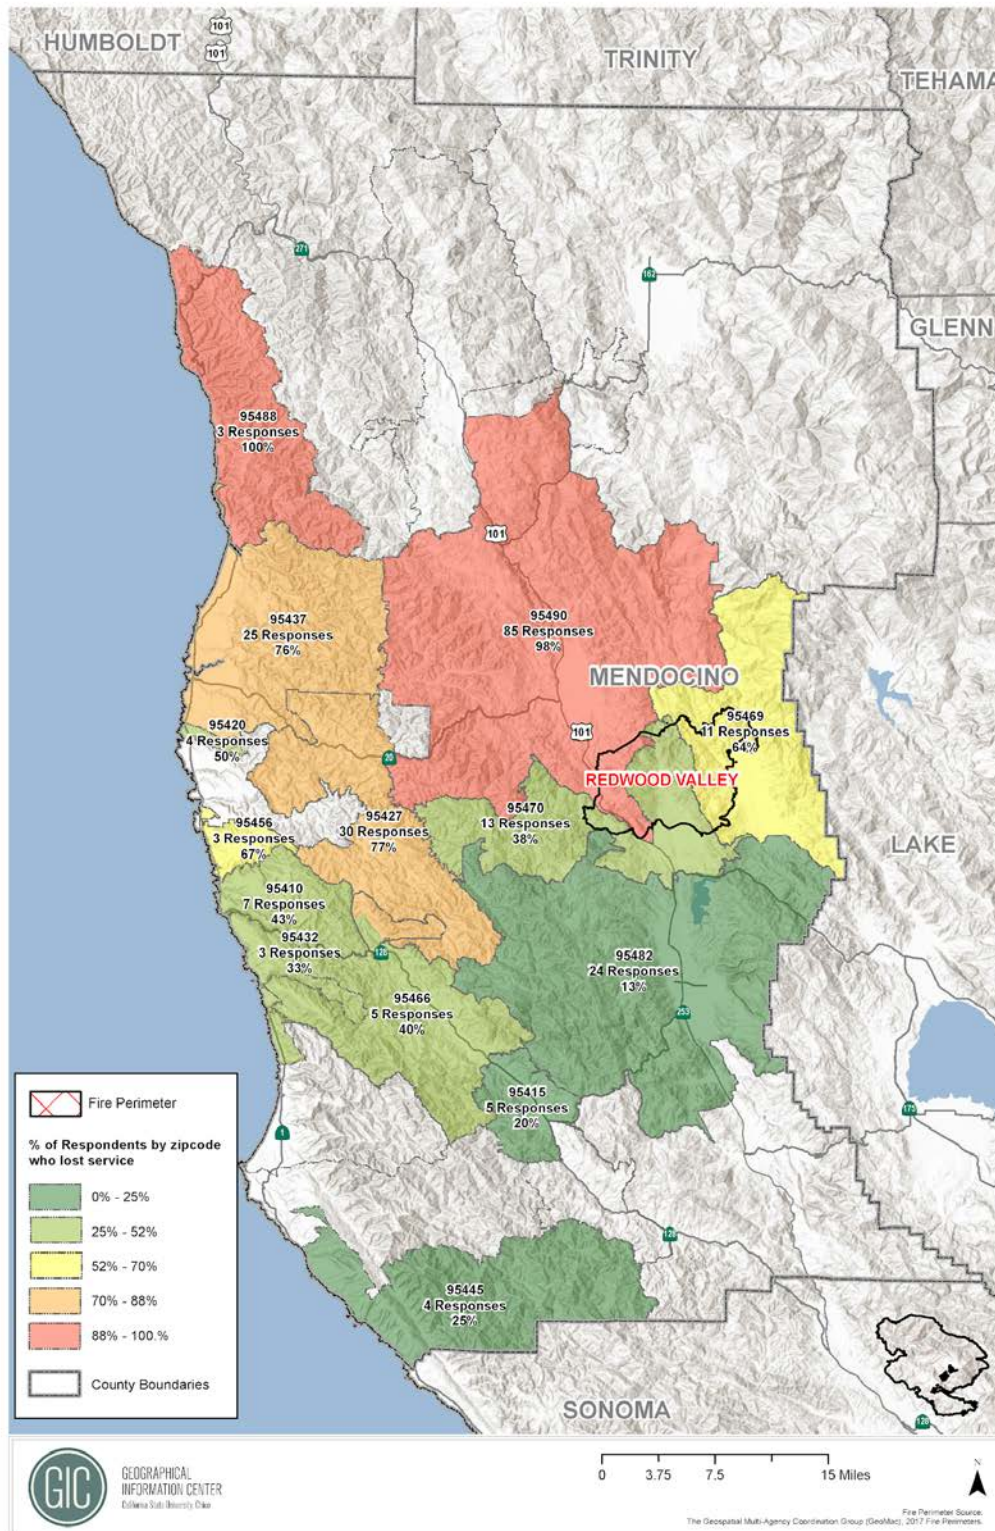 101
101
HUMBOLDT
TRINITY
TEHAMA
271
162
GLENN
95488
3 Responses
100%
101
95437
25 Responses
76%
95490
85 Responses
98%
MENDOCINO
95469
11 Responses
64%
95420
4 Responses
50%
101
20
REDWOOD VALLEY
95470
13 Responses
38%
95456
3 Responses
67%
95427
30 Responses
77%
LAKE
95410
7 Responses
43%
95432
3 Responses
33%
128
95482
24 Responses
13%
95466
5 Responses
40%
253
95415
5 Responses
20%
175
1
128
95445
4 Responses
25%
SONOMA
128
Fire Perimeter
% of Respondents by zipcode
who lost service
0% - 25%
25% - 52%
52% - 70%
70% - 88%
88% - 100.%
County Boundaries
GIC
GEOGRAPHICAL
INFORMATION CENTER
California State University, Chico
0 3.75 7.5 15 Miles
N
Fire Perimeter Source:
The Geospatial Multi-Agency Coordination Group (GeoMac), 2017 Fire Perimeters.